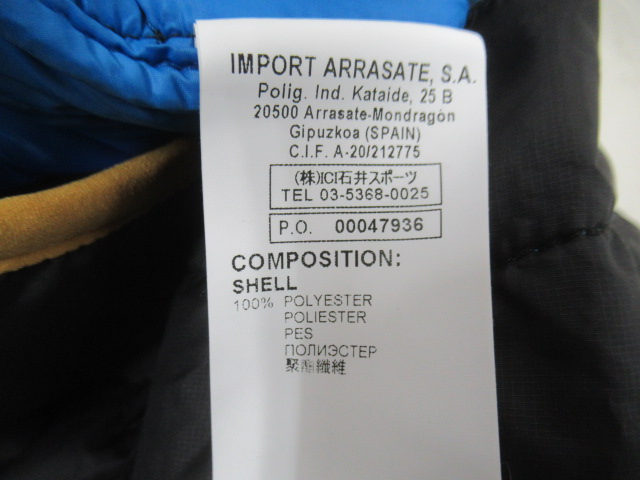 IMPORT ARRASATE, S.A.
Polig. Ind. Kataide, 25 B
20500 Arrasate-Mondragón
Gipuzkoa (SPAIN)
C.I.F. A-20/212775
(株)ICI石井スポーツ
TEL 03-5368-0025
P.O. 00047936
COMPOSITION:
SHELL
100% POLYESTER
POLIESTER
PES
ПОЛИЭСТЕР
聚酯纖維